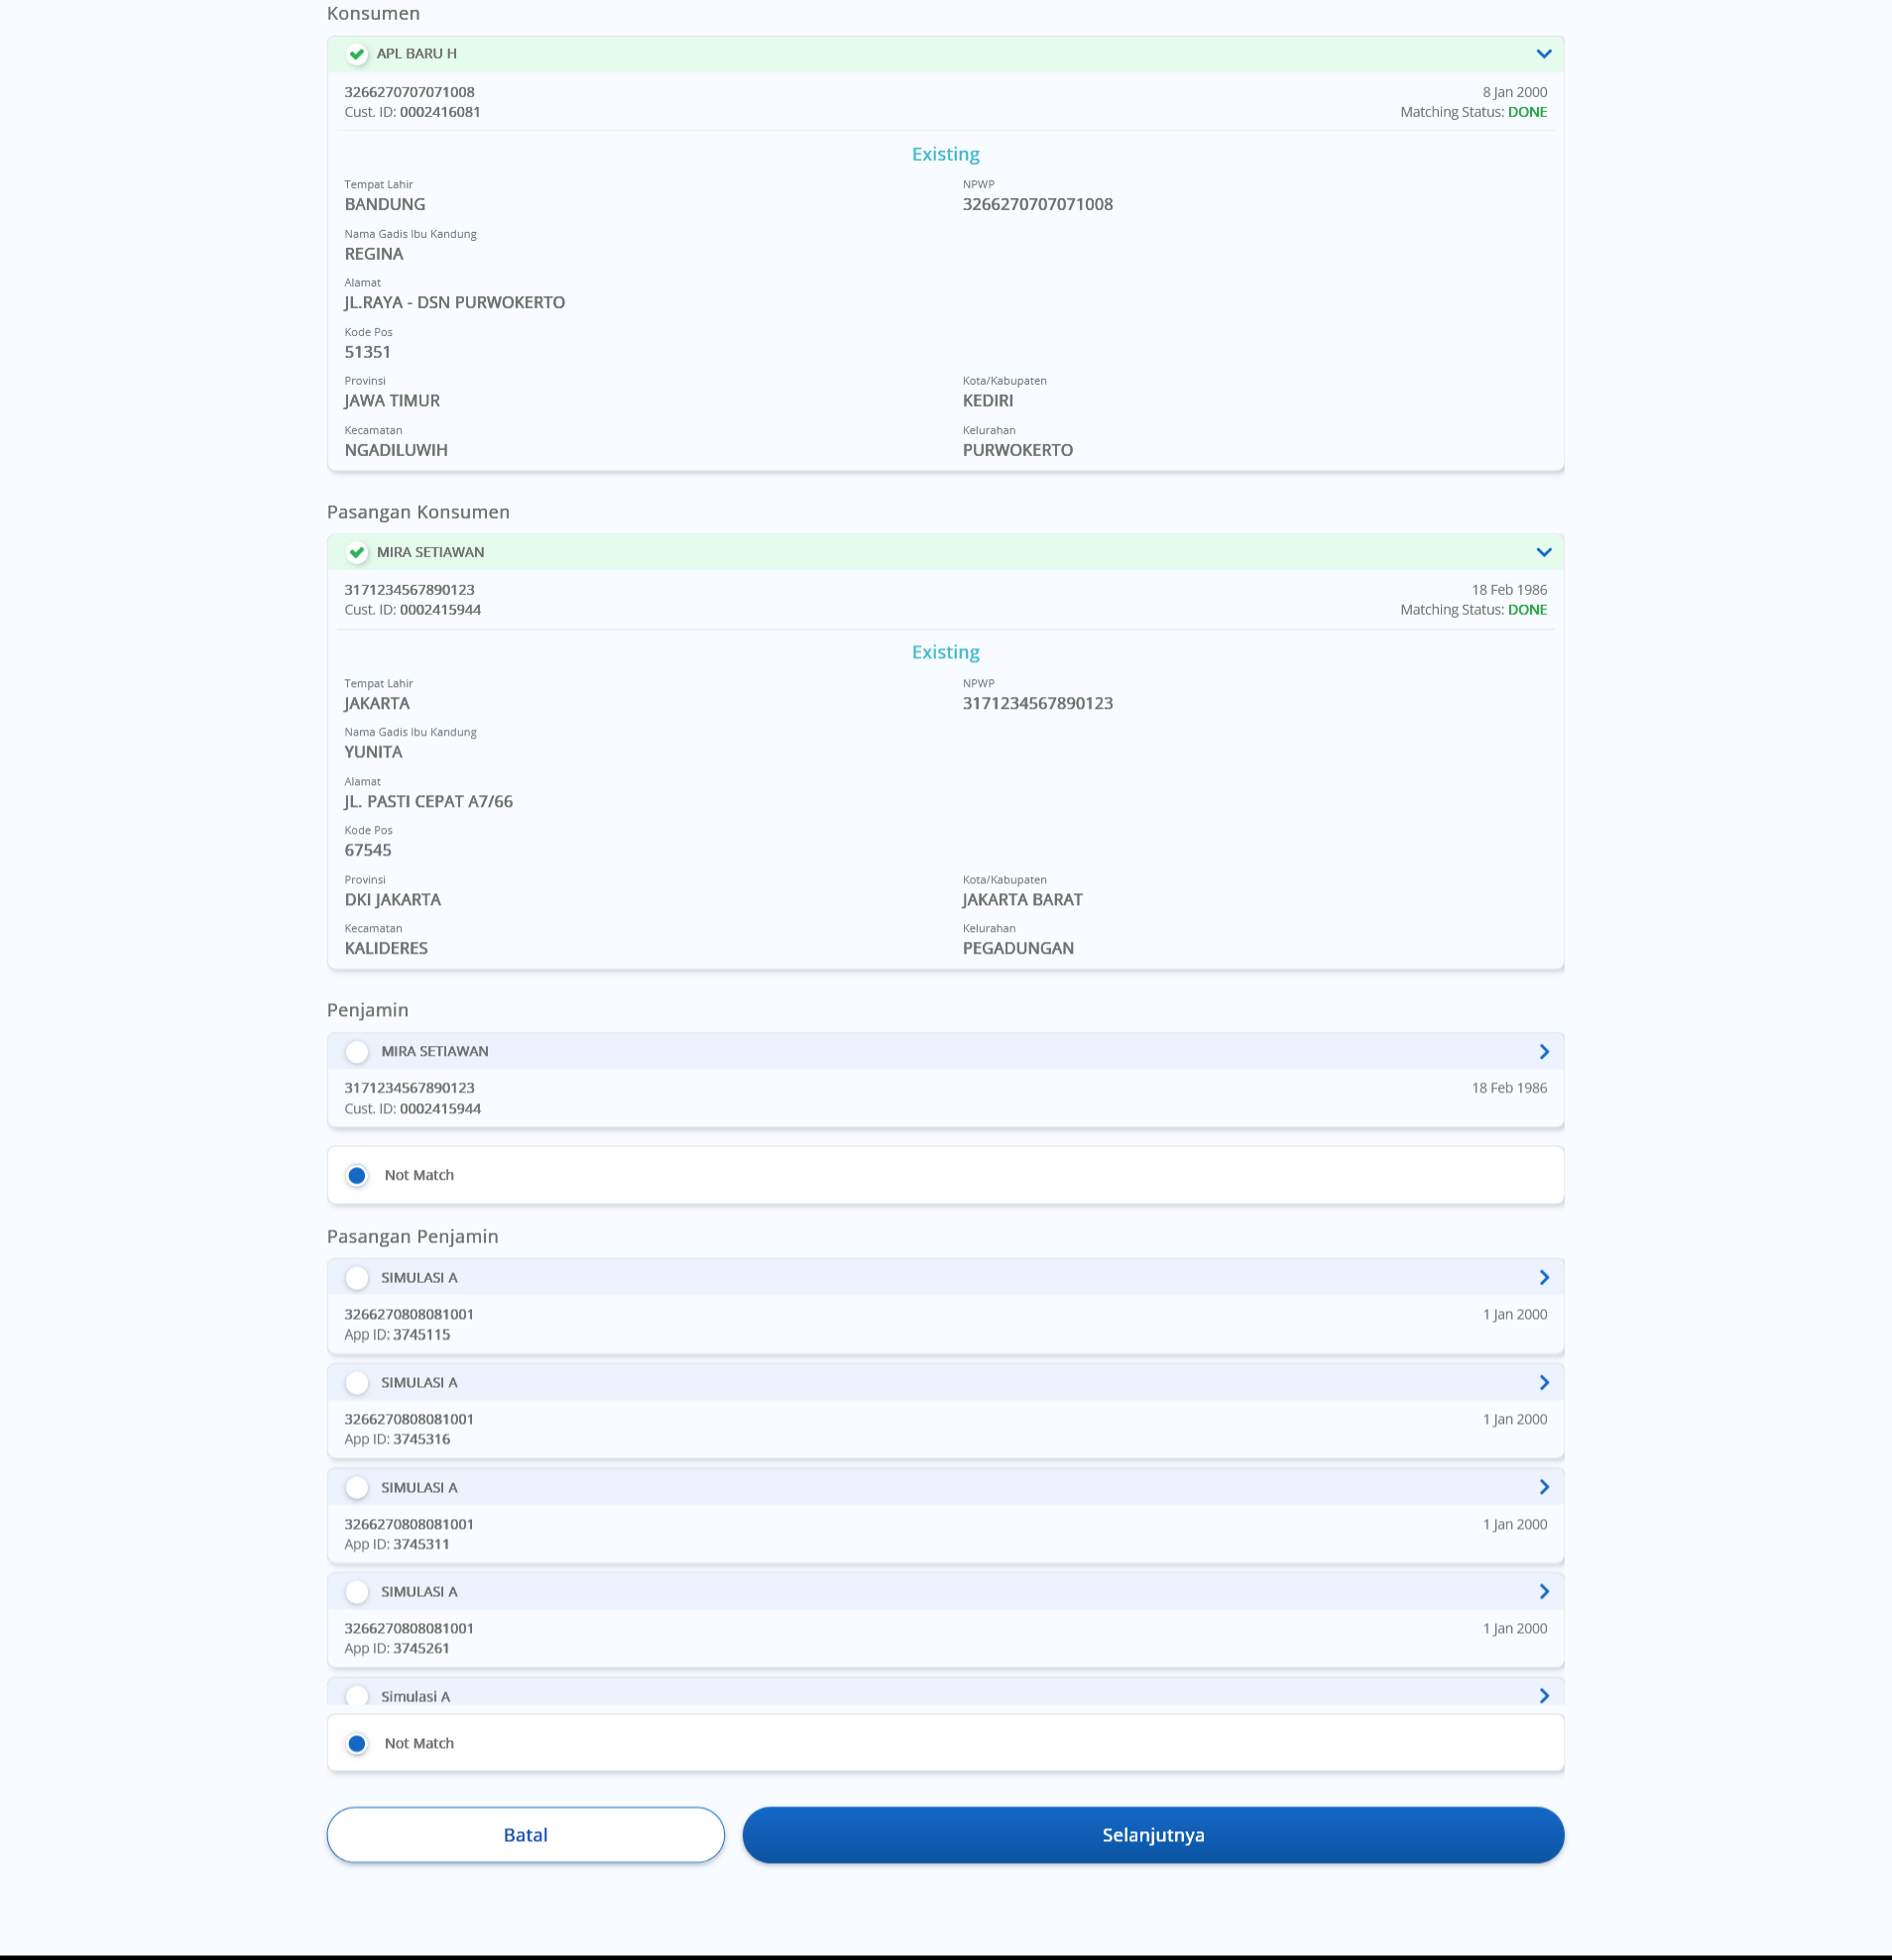 Konsumen
APL BARU H
3266270707071008
8 Jan 2000
Cust. ID: 0002416081
Matching Status: DONE
Existing
Tempat Lahir
NPWP
BANDUNG
3266270707071008
Nama Gadis Ibu Kandung
REGINA
Alamat
JL.RAYA - DSN PURWOKERTO
Kode Pos
51351
Provinsi
Kota/Kabupaten
JAWA TIMUR
KEDIRI
Kecamatan
Kelurahan
NGADILUWIH
PURWOKERTO
Pasangan Konsumen
MIRA SETIAWAN
3171234567890123
18 Feb 1986
Cust. ID: 0002415944
Matching Status: DONE
Existing
Tempat Lahir
NPWP
JAKARTA
3171234567890123
Nama Gadis Ibu Kandung
YUNITA
Alamat
JL. PASTI CEPAT A7/66
Kode Pos
67545
Provinsi
Kota/Kabupaten
DKI JAKARTA
JAKARTA BARAT
Kecamatan
Kelurahan
KALIDERES
PEGADUNGAN
Penjamin
MIRA SETIAWAN
3171234567890123
18 Feb 1986
Cust. ID: 0002415944
Not Match
Pasangan Penjamin
SIMULASI A
3266270808081001
1 Jan 2000
App ID: 3745115
SIMULASI A
3266270808081001
1 Jan 2000
App ID: 3745316
SIMULASI A
3266270808081001
1 Jan 2000
App ID: 3745311
SIMULASI A
3266270808081001
1 Jan 2000
App ID: 3745261
Simulasi A
Not Match
Batal
Selanjutnya